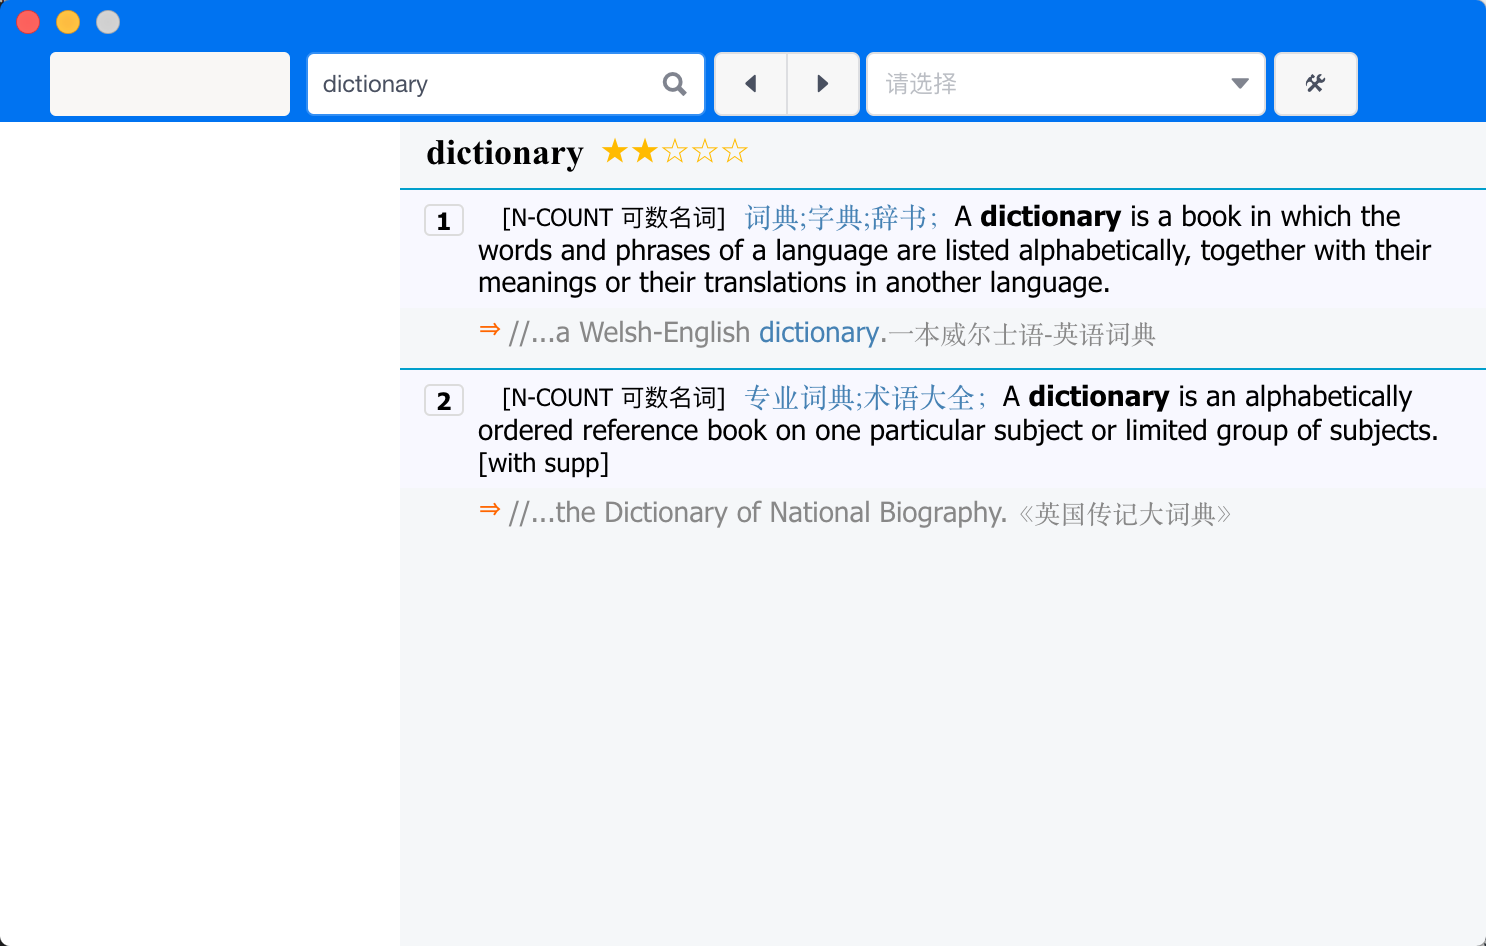 dictionary
请选择
dictionary ★★☆☆☆
1 [N-COUNT 可数名词] 词典;字典;辞书; A dictionary is a book in which the
words and phrases of a language are listed alphabetically, together with their
meanings or their translations in another language.
⇒ //...a Welsh-English dictionary.一本威尔士语-英语词典
2 [N-COUNT 可数名词] 专业词典;术语大全; A dictionary is an alphabetically
ordered reference book on one particular subject or limited group of subjects.
[with supp]
⇒ //...the Dictionary of National Biography.《英国传记大词典》